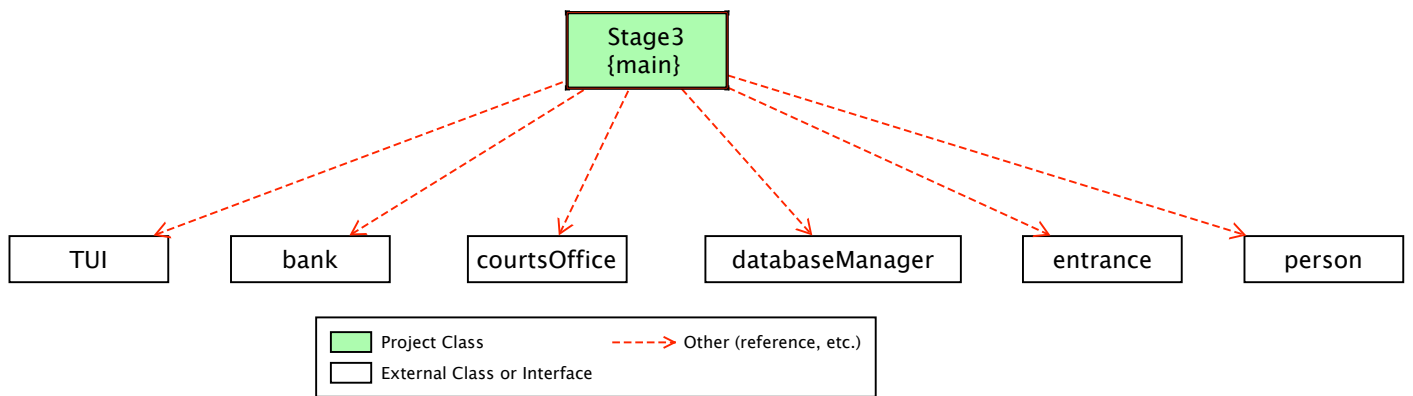 Stage3
{main}
TUI
bank
courtsOffice
databaseManager
entrance
person
Project Class
Other (reference, etc.)
External Class or Interface